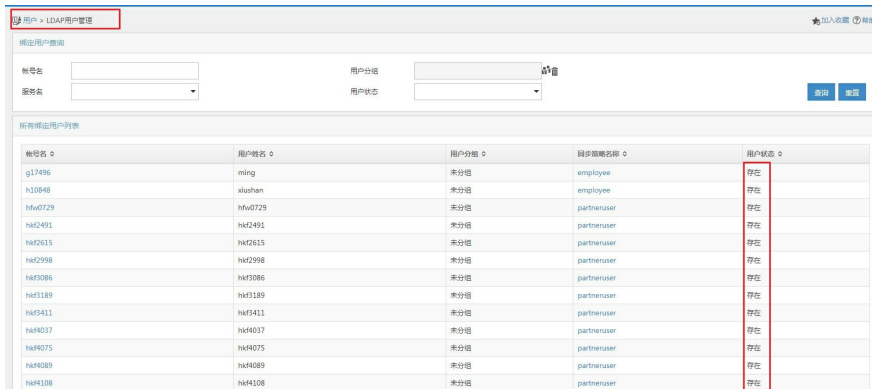 用户 > LDAP用户管理 加入收藏
绑定用户查询
帐号名 用户分组
服务名 用户状态 查询 重置
所有绑定用户列表
帐号名 用户姓名 用户分组 同步策略名称 用户状态
g17496 ming 未分组 employee 存在
h10848 xiushan 未分组 employee 存在
hfw0729 hfw0729 未分组 partneruser 存在
hkf2491 hkf2491 未分组 partneruser 存在
hkf2615 hkf2615 未分组 partneruser 存在
hkf2998 hkf2998 未分组 partneruser 存在
hkf3086 hkf3086 未分组 partneruser 存在
hkf3189 hkf3189 未分组 partneruser 存在
hkf3411 hkf3411 未分组 partneruser 存在
hkf4037 hkf4037 未分组 partneruser 存在
hkf4075 hkf4075 未分组 partneruser 存在
hkf4089 hkf4089 未分组 partneruser 存在
hkf4108 hkf4108 未分组 partneruser 存在